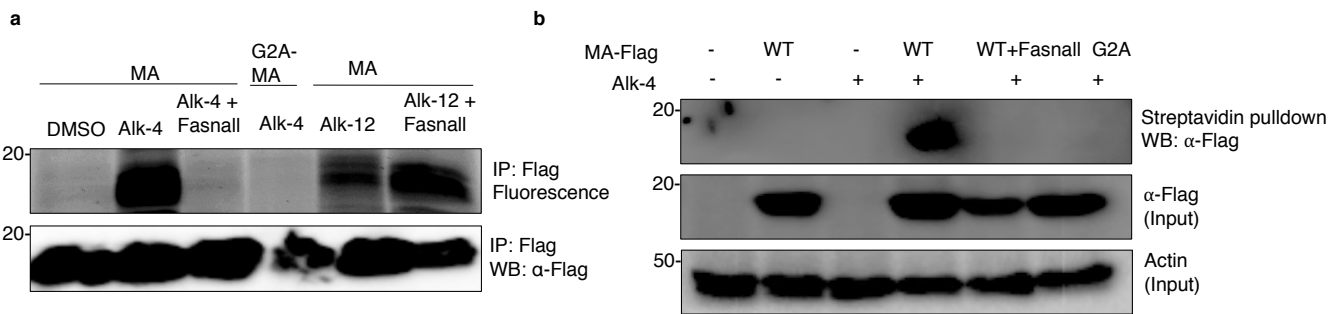 a
MA
G2A-
MA
MA
DMSO
Alk-4
Alk-4 +
Fasnall
Alk-4
Alk-12
Alk-12 +
Fasnall
20-
IP: Flag
Fluorescence
20-
IP: Flag
WB: α-Flag
b
MA-Flag - WT - WT WT+Fasnall G2A
Alk-4 - - + + + +
20-
Streptavidin pulldown
WB: α-Flag
20-
α-Flag
(Input)
50-
Actin
(Input)